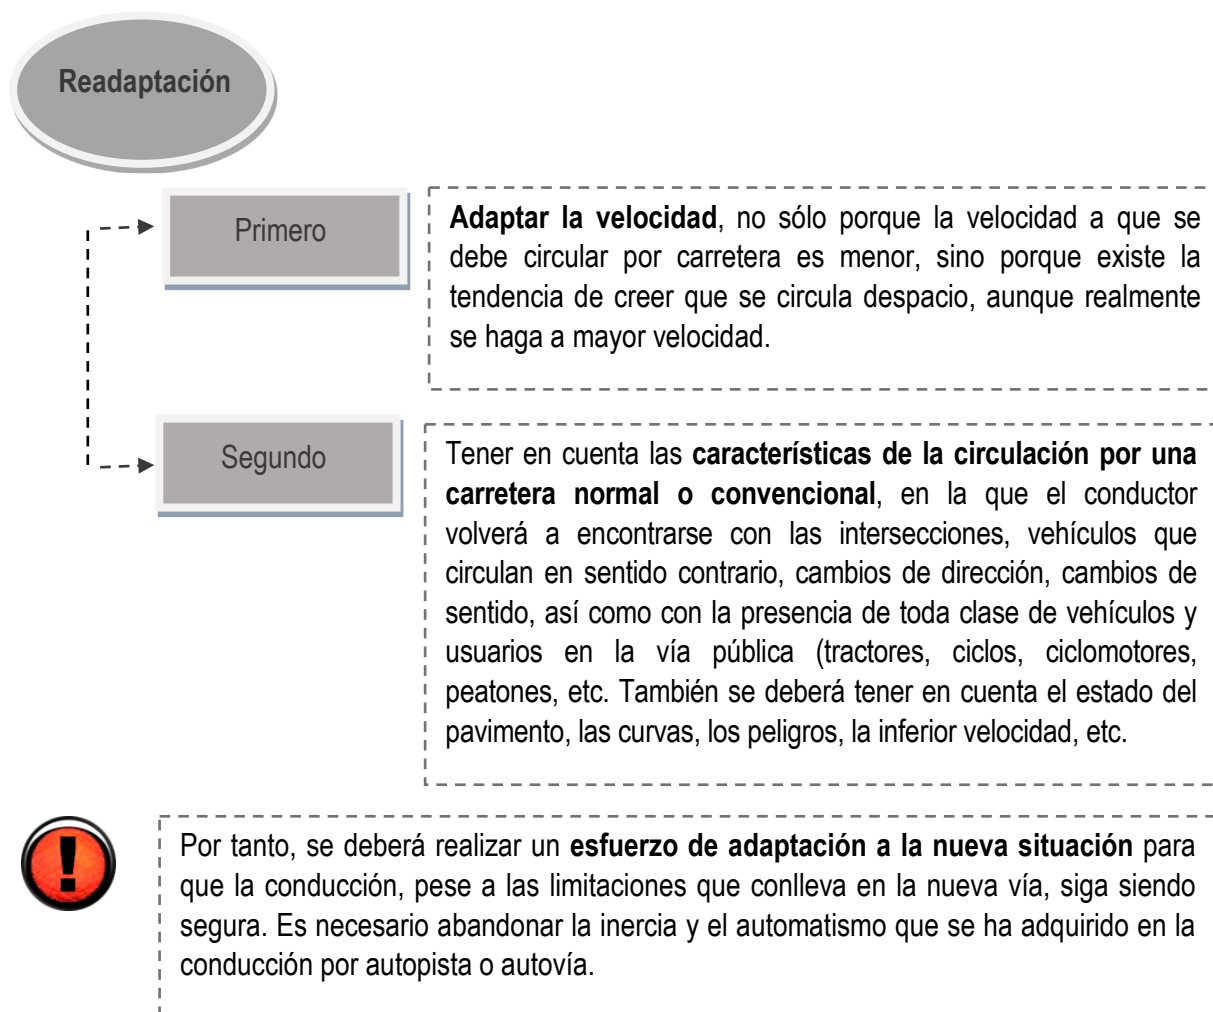 Readaptación
Primero
Adaptar la velocidad, no sólo porque la velocidad a que se
debe circular por carretera es menor, sino porque existe la
tendencia de creer que se circula despacio, aunque realmente
se haga a mayor velocidad.
Segundo
Tener en cuenta las características de la circulación por una
carretera normal o convencional, en la que el conductor
volverá a encontrarse con las intersecciones, vehículos que
circulan en sentido contrario, cambios de dirección, cambios de
sentido, así como con la presencia de toda clase de vehículos y
usuarios en la vía pública (tractores, ciclos, ciclomotores,
peatones, etc. También se deberá tener en cuenta el estado del
pavimento, las curvas, los peligros, la inferior velocidad, etc.
Por tanto, se deberá realizar un esfuerzo de adaptación a la nueva situación para
que la conducción, pese a las limitaciones que conlleva en la nueva vía, siga siendo
segura. Es necesario abandonar la inercia y el automatismo que se ha adquirido en la
conducción por autopista o autovía.